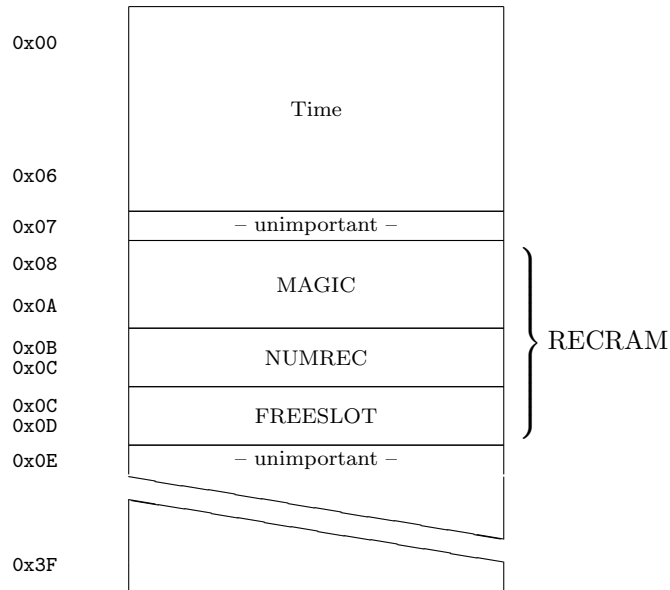 0x00
Time
0x06
0x07
– unimportant –
0x08
MAGIC
0x0A
RECRAM
0x0B
NUMREC
0x0C
0x0C
FREESLOT
0x0D
0x0E
– unimportant –
0x3F